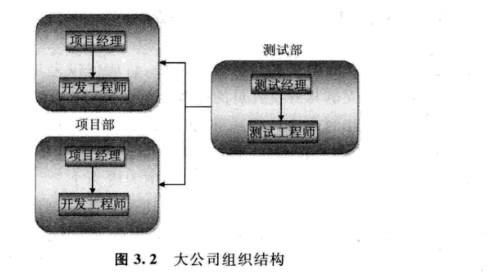 项目经理
开发工程师
项目部
项目经理
开发工程师
测试部
测试经理
测试工程师
图 3.2 大公司组织结构